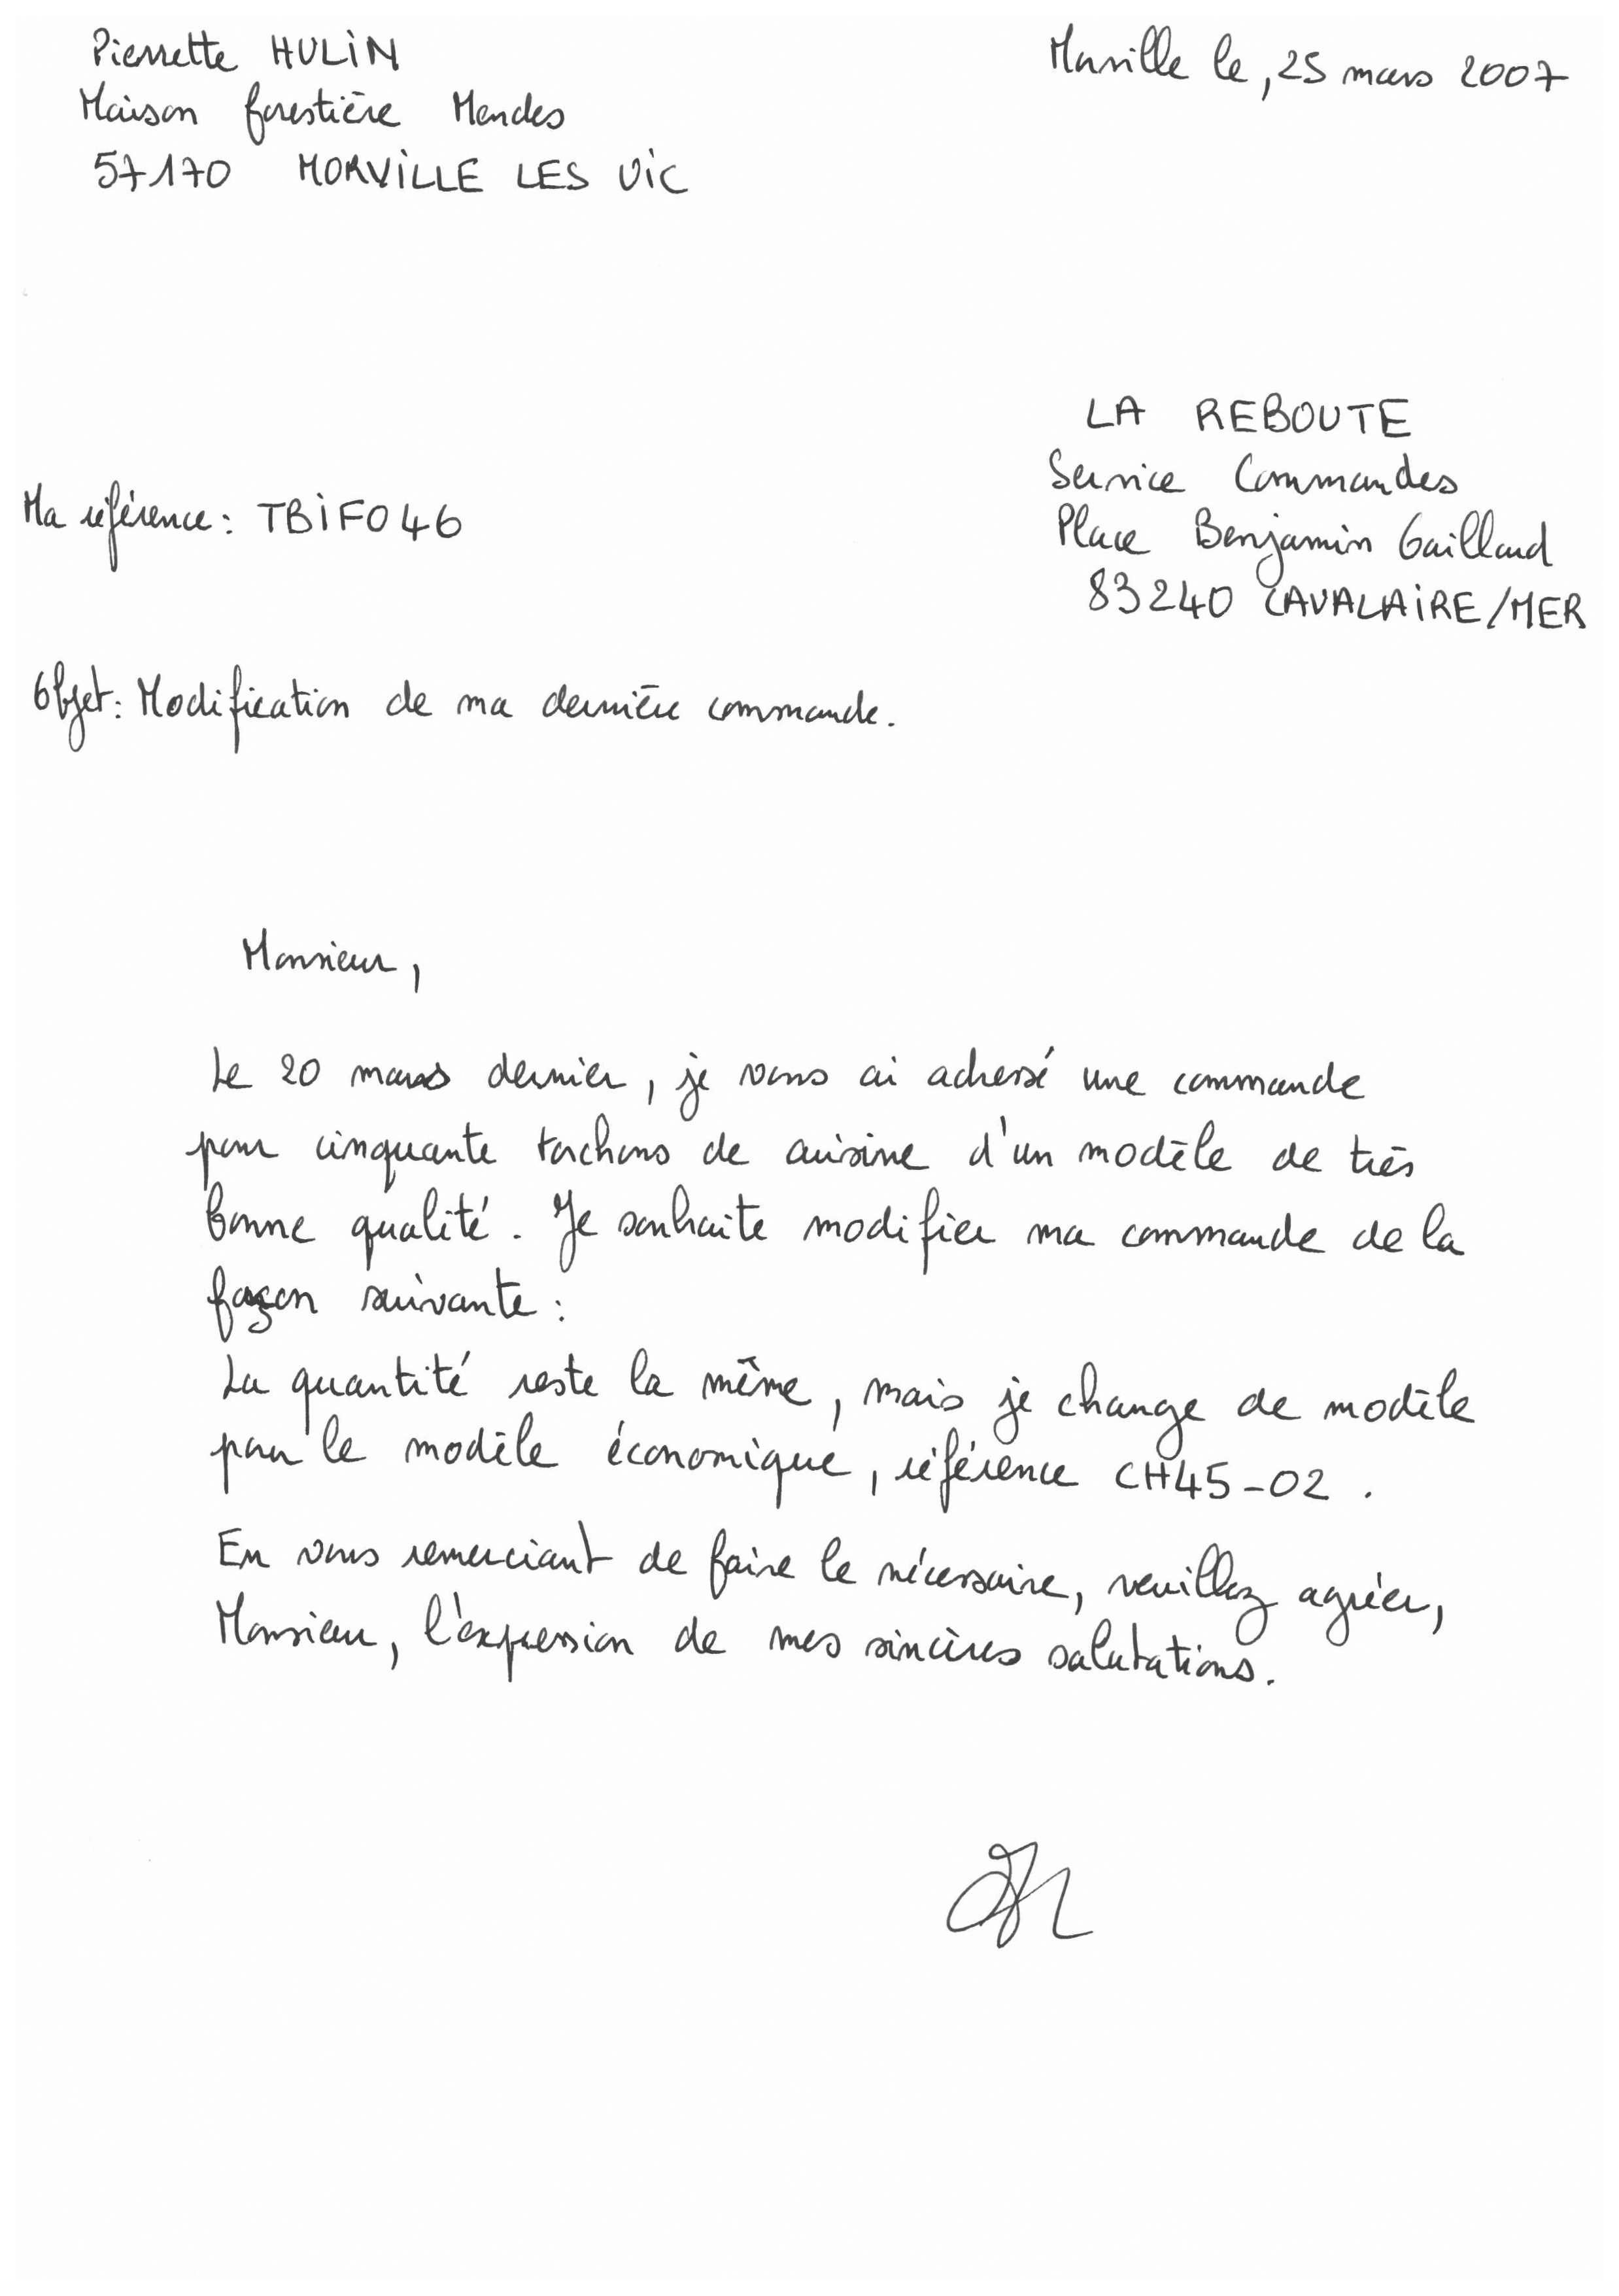 Pierrette HULIN
Maison forestière Mendes
57170 MORVILLE LES VIC
Morville le, 25 mars 2007
LA REBOUTE
Service Commandes
Place Benjamin Gaillard
83240 CAVALAIRE/MER
Ma référence : TBIFO46
Objet : Modification de ma dernière commande.
Monsieur,
Le 20 mars dernier, je vous ai adressé une commande
pour cinquante torchons de cuisine d'un modèle de très
bonne qualité. Je souhaite modifier ma commande de la
façon suivante :
La quantité reste la même, mais je change de modèle
pour le modèle économique, référence CH45-02.
En vous remerciant de faire le nécessaire, veuillez agréer,
Monsieur, l'expression de mes sincères salutations.